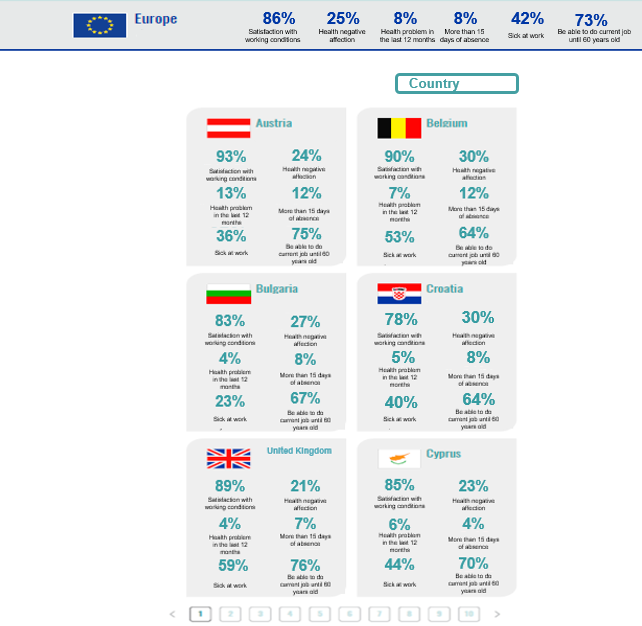 Europe
86% 25% 8% 8% 42% 73%
Satisfaction with Health negative Health problem in More than 15 Sick at work Be able to do current job
working conditions affection the last 12 months days of absence until 60 years old
Country
Austria
93% 24%
Satisfaction with Health negative
working conditions affection
13% 12%
Health problem More than 15 days
in the last 12 of absence
months
36% 75%
Sick at work Be able to do
current job until 60
years old
Belgium
90% 30%
Satisfaction with Health negative
working conditions affection
7% 12%
Health problem More than 15 days
in the last 12 of absence
months
53% 64%
Sick at work Be able to do
current job until 60
years old
Bulgaria
83% 27%
Satisfaction with Health negative
working conditions affection
4% 8%
Health problem More than 15 days
in the last 12 of absence
months
23% 67%
Sick at work Be able to do
current job until 60
years old
Croatia
78% 30%
Satisfaction with Health negative
working conditions affection
5% 8%
Health problem More than 15 days
in the last 12 of absence
months
40% 64%
Sick at work Be able to do
current job until 60
years old
United Kingdom
89% 21%
Satisfaction with Health negative
working conditions affection
4% 7%
Health problem More than 15 days
in the last 12 of absence
months
59% 76%
Sick at work Be able to do
current job until 60
years old
Cyprus
85% 23%
Satisfaction with Health negative
working conditions affection
6% 4%
Health problem More than 15 days
in the last 12 of absence
months
44% 70%
Sick at work Be able to do
current job until 60
years old
< 1 2 3 4 5 6 7 8 9 10 >